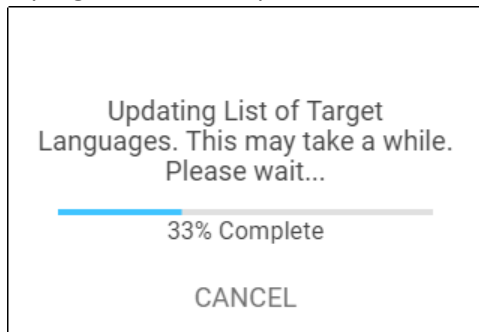 Updating List of Target
Languages. This may take a while.
Please wait...
33% Complete
CANCEL